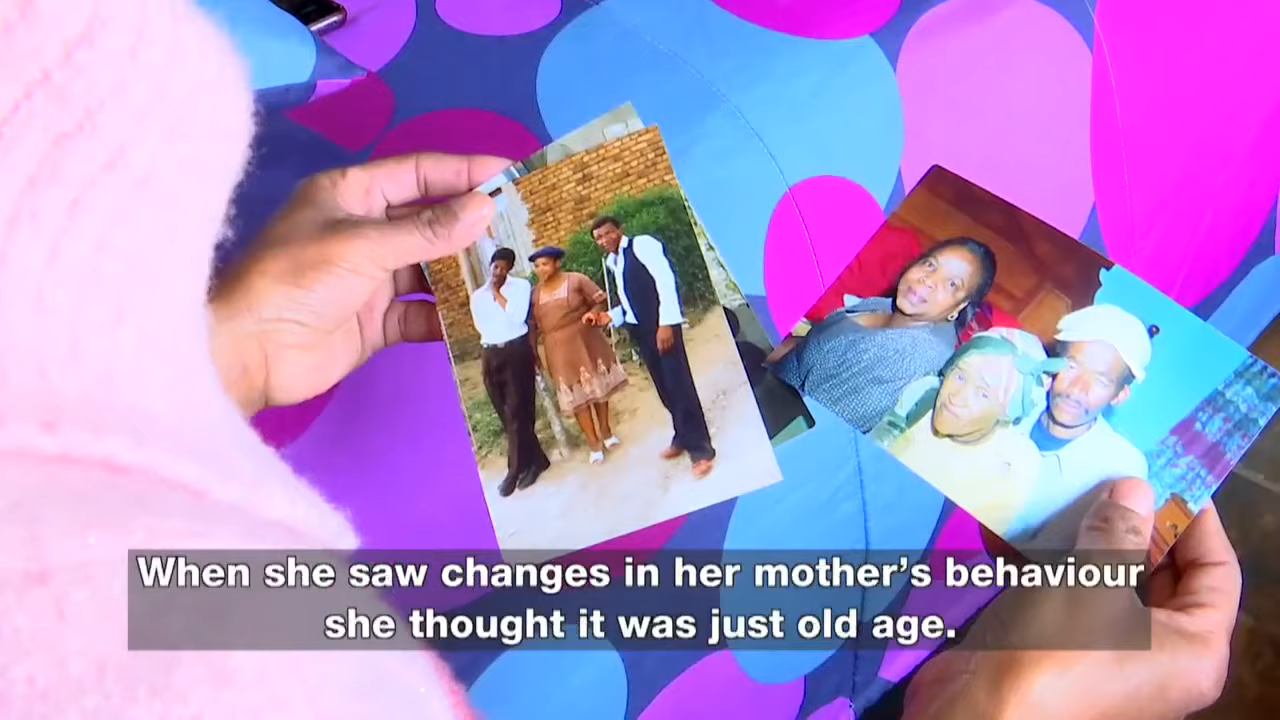 When she saw changes in her mother’s behaviour
she thought it was just old age.